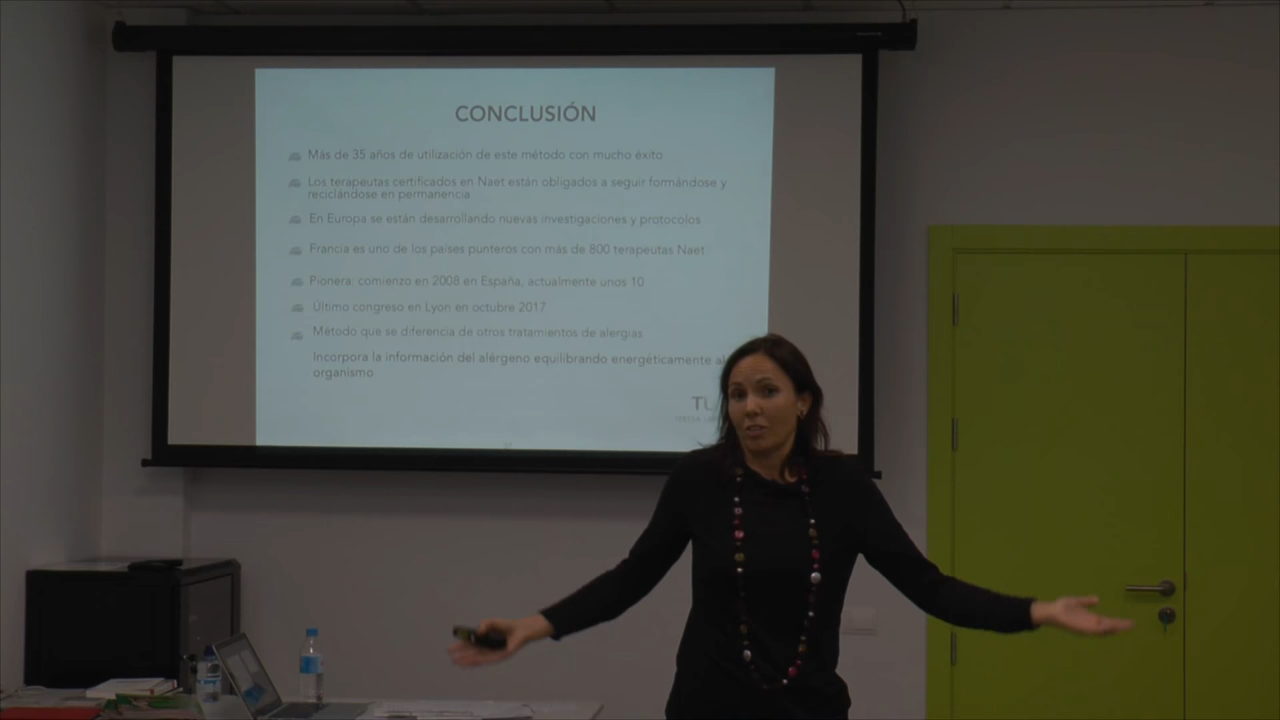 CONCLUSIÓN
Más de 35 años de utilización de este método con mucho éxito
Los terapeutas certificados en Naet están obligados a seguir formándose y
reciclándose en permanencia
En Europa se están desarrollando nuevas investigaciones y protocolos
Francia es uno de los países punteros con más de 800 terapeutas Naet
Pionera: comienzo en 2008 en España, actualmente unos 10
Último congreso en Lyon en octubre 2017
Método que se diferencia de otros tratamientos de alergias
Incorpora la información del alérgeno equilibrando energéticamente al
organismo
TL